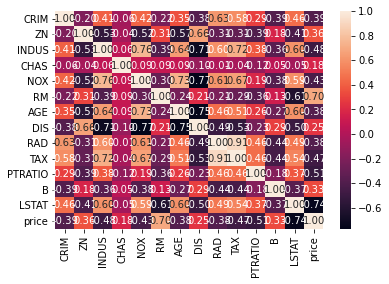 CRIM 1.00 -0.20 0.41 -0.06 0.42 -0.22 0.35 -0.38 0.63 0.58 0.29 -0.39 0.46 -0.39
ZN -0.20 1.00 -0.53 -0.04 -0.52 0.31 -0.57 0.66 -0.31 -0.31 -0.39 0.18 -0.41 0.36
INDUS 0.41 -0.53 1.00 0.06 0.76 -0.39 0.64 -0.71 0.60 0.72 0.38 -0.36 0.60 -0.48
CHAS -0.06 -0.04 0.06 1.00 0.09 0.09 0.09 -0.10 -0.01 -0.04 -0.12 0.05 -0.05 0.18
NOX 0.42 -0.52 0.76 0.09 1.00 -0.30 0.73 -0.77 0.61 0.67 0.19 -0.38 0.59 -0.43
RM -0.22 0.31 -0.39 0.09 -0.30 1.00 -0.24 0.21 -0.21 -0.29 -0.36 0.13 -0.61 0.70
AGE 0.35 -0.57 0.64 0.09 0.73 -0.24 1.00 -0.75 0.46 0.51 0.26 -0.27 0.60 -0.38
DIS -0.38 0.66 -0.71 -0.10 -0.77 0.21 -0.75 1.00 -0.49 -0.53 -0.23 0.29 -0.50 0.25
RAD 0.63 -0.31 0.60 -0.01 0.61 -0.21 0.46 -0.49 1.00 0.91 0.46 -0.44 0.49 -0.38
TAX 0.58 -0.31 0.72 -0.04 0.67 -0.29 0.51 -0.53 0.91 1.00 0.46 -0.44 0.54 -0.47
PTRATIO 0.29 -0.39 0.38 -0.12 0.19 -0.36 0.26 -0.23 0.46 0.46 1.00 -0.18 0.37 -0.51
B -0.39 0.18 -0.36 0.05 -0.38 0.13 -0.27 0.29 -0.44 -0.44 -0.18 1.00 -0.37 0.33
LSTAT 0.46 -0.41 0.60 -0.05 0.59 -0.61 0.60 -0.50 0.49 0.54 0.37 -0.37 1.00 -0.74
price -0.39 0.36 -0.48 0.18 -0.43 0.70 -0.38 0.25 -0.38 -0.47 -0.51 0.33 -0.74 1.00
CRIM ZN INDUS CHAS NOX RM AGE DIS RAD TAX PTRATIO B LSTAT price
1.0
0.8
0.6
0.4
0.2
0.0
−0.2
−0.4
−0.6